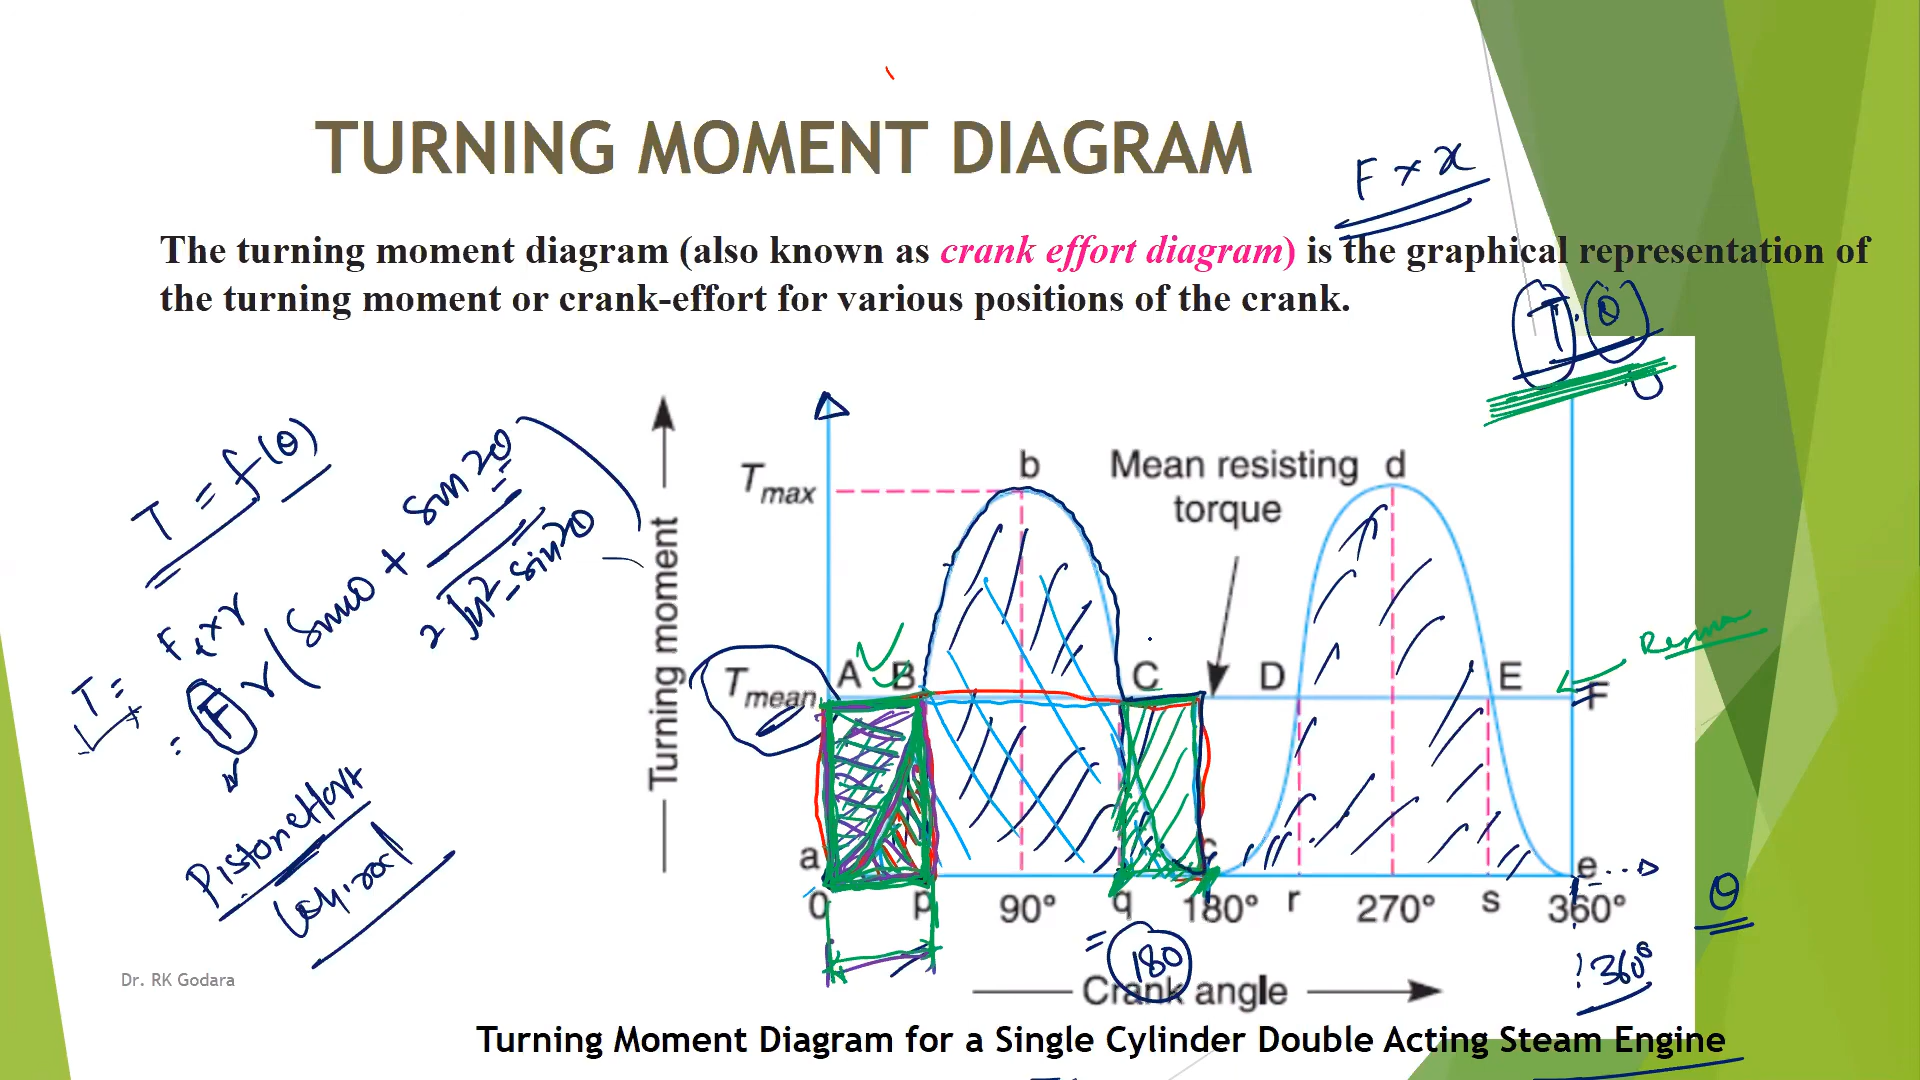 TURNING MOMENT DIAGRAM
F × x
The turning moment diagram (also known as crank effort diagram) is the graphical representation of
the turning moment or crank-effort for various positions of the crank.
T.θ
T = f(θ)
Ft × r
T =
= F r ( sinθ + sin2θ
2 √n² - sin²θ
Piston effort
Turning moment
Tmax
b
Mean resisting
torque
d
Tmean
A
B
C
D
E
F
a
c
e
0
p
90°
q
180°
r
270°
s
360°
θ
= 180
360°
Crank angle
Dr. RK Godara
Turning Moment Diagram for a Single Cylinder Double Acting Steam Engine